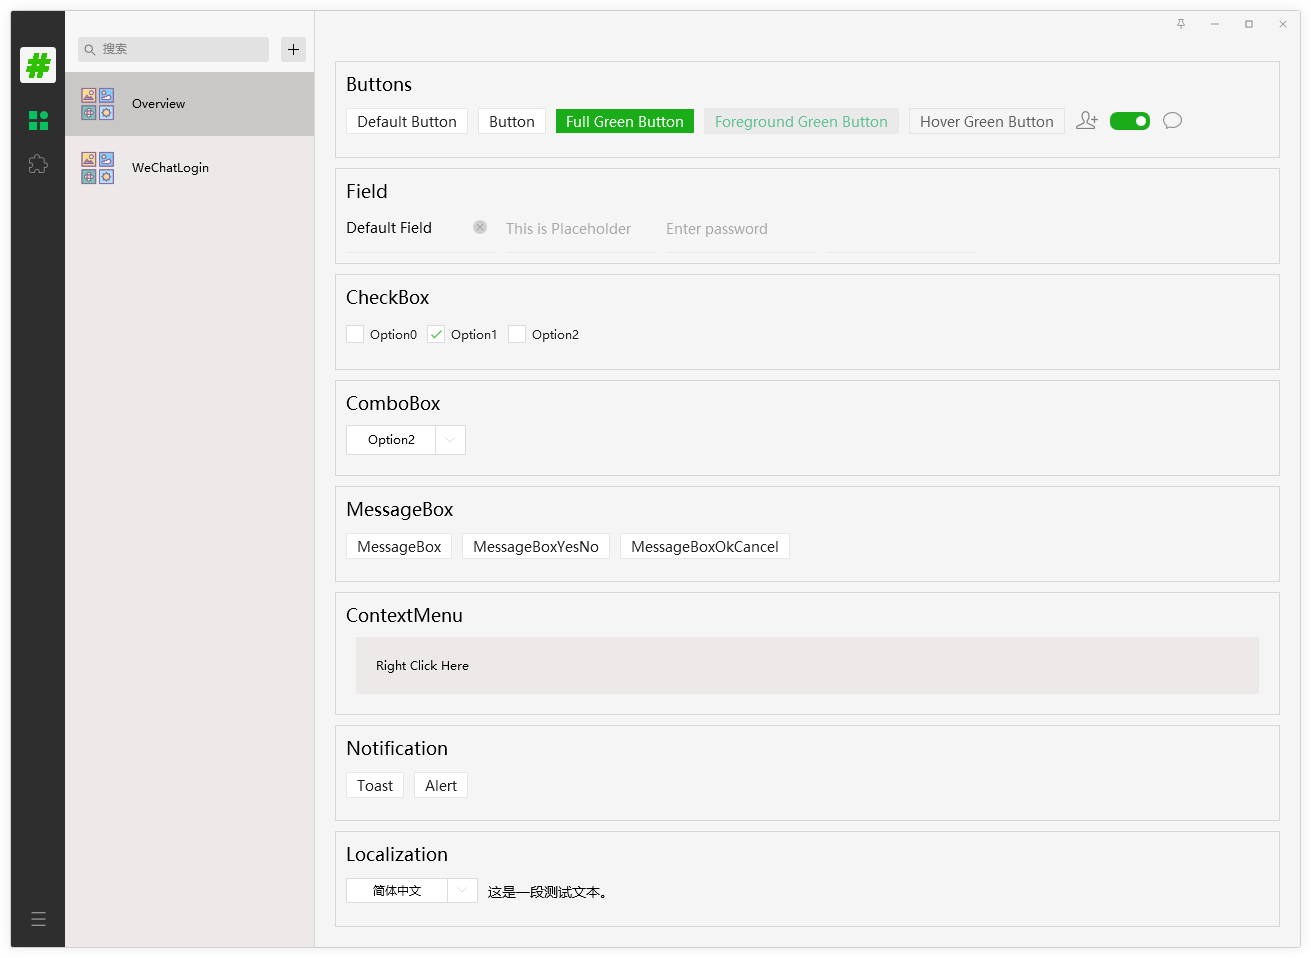 搜索
Overview
WeChatLogin
Buttons
Default Button Button Full Green Button Foreground Green Button Hover Green Button
Field
Default Field This is Placeholder Enter password
CheckBox
Option0 Option1 Option2
ComboBox
Option2
MessageBox
MessageBox MessageBoxYesNo MessageBoxOkCancel
ContextMenu
Right Click Here
Notification
Toast Alert
Localization
简体中文 这是一段测试文本。